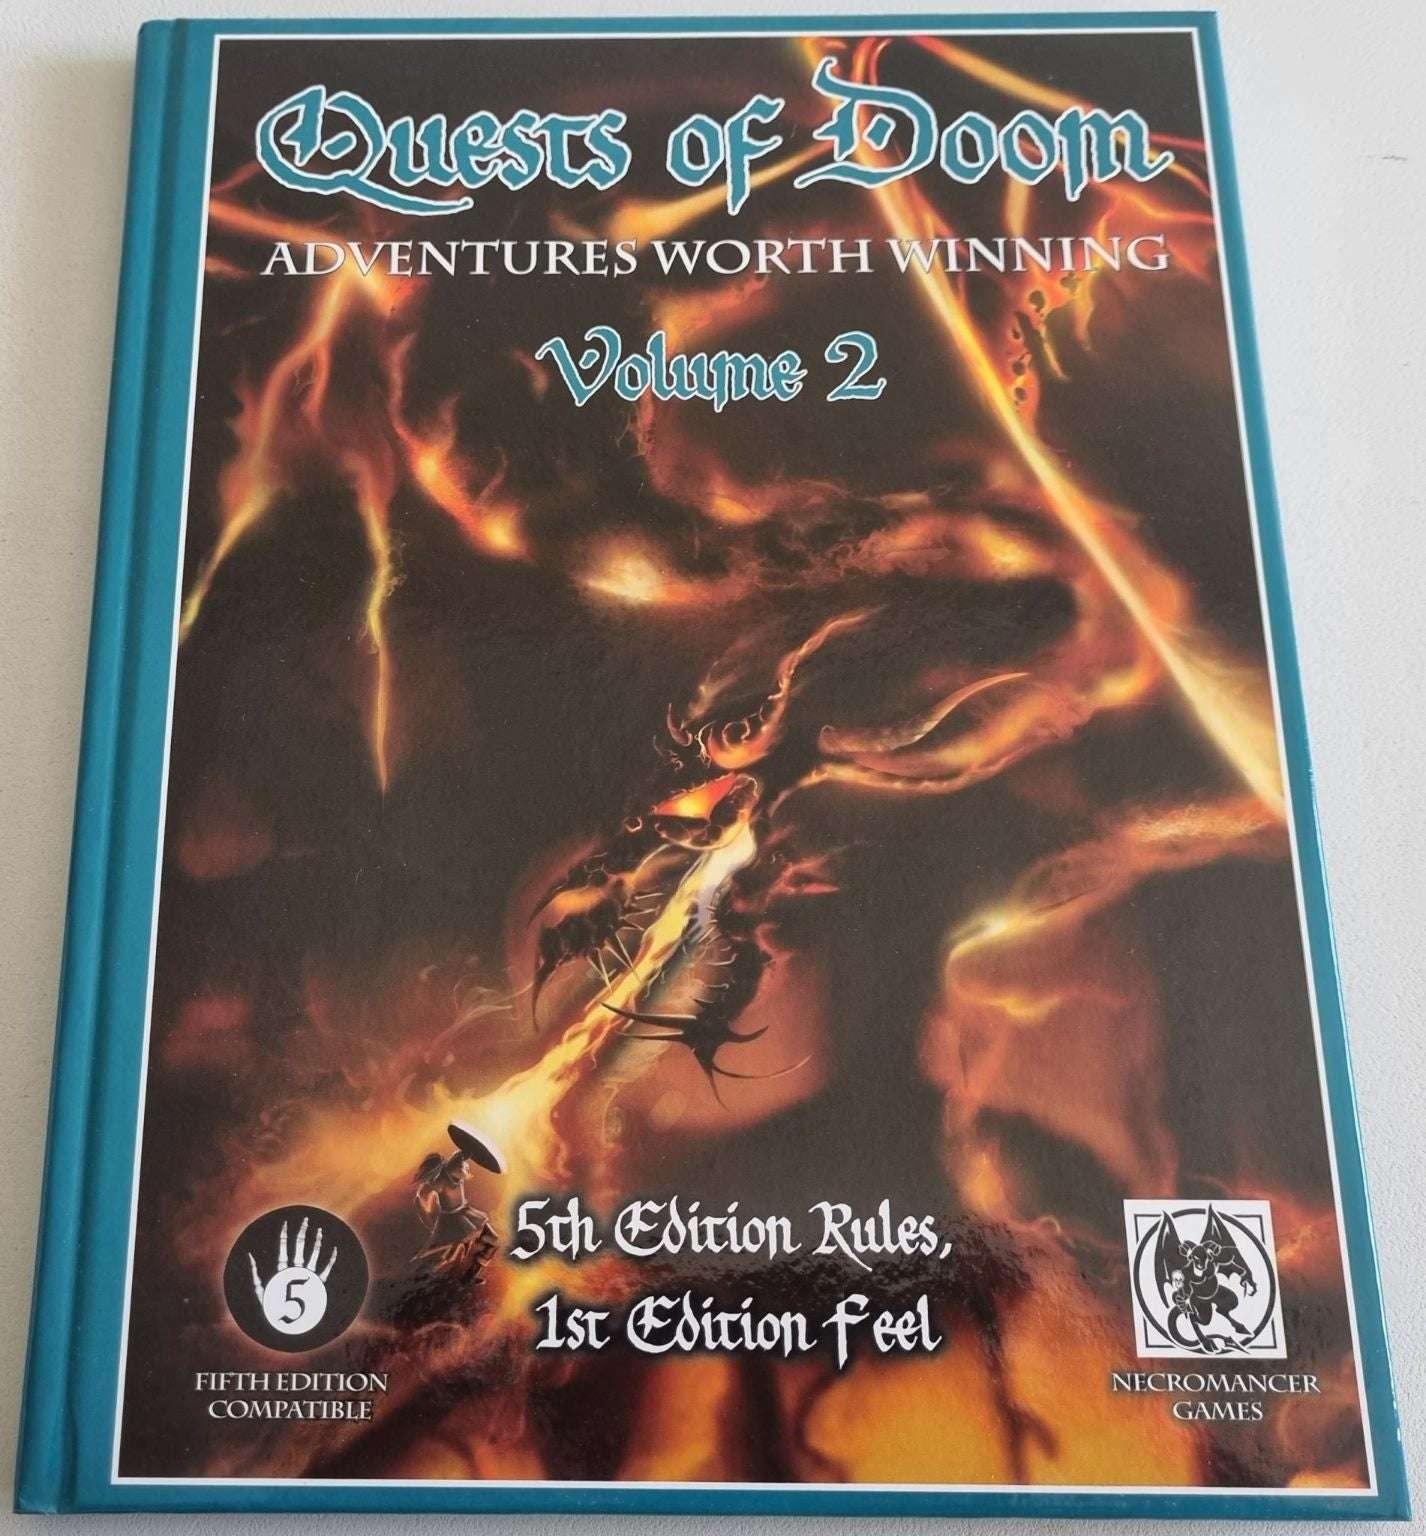 Quests of Doom
ADVENTURES WORTH WINNING
Volume 2
5th Edition Rules,
1st Edition Feel
5
FIFTH EDITION
COMPATIBLE
NECROMANCER
GAMES